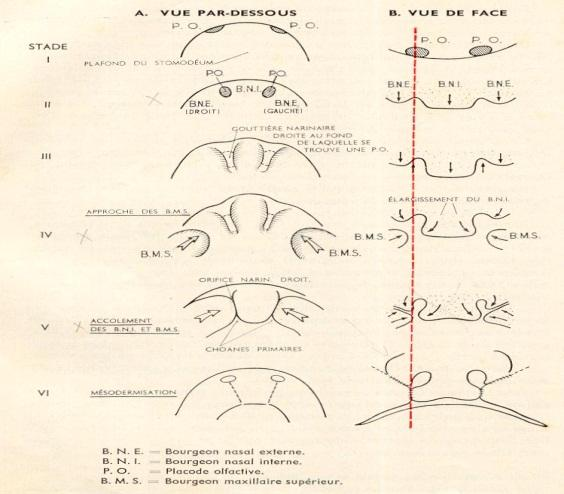 A. VUE PAR-DESSOUS
B. VUE DE FACE
STADE
I
P. O.
P. O.
P. O.
P. O.
PLAFOND DU STOMODÉUM
II
P.O.
P.O.
B.N.I.
B.N.E.
(DROIT)
B.N.E
(GAUCHE)
B.N.E.
B.N.I.
B.N.E.
III
GOUTTIÈRE NARINAIRE
DROITE AU FOND
DE LAQUELLE SE
TROUVE UNE P.O.
IV
APPROCHE DES B.M.S.
B.M.S.
B.M.S.
ÉLARGISSEMENT DU B.N.I.
B.M.S.
B.M.S.
V
ACCOLEMENT
DES B.N.I. ET B.M.S.
ORIFICE NARIN. DROIT.
CHOANES PRIMAIRES
VI
MÉSODERMISATION
B. N. E. = Bourgeon nasal externe.
B. N. I. = Bourgeon nasal interne.
P. O. = Placode olfactive.
B. M. S. = Bourgeon maxillaire supérieur.